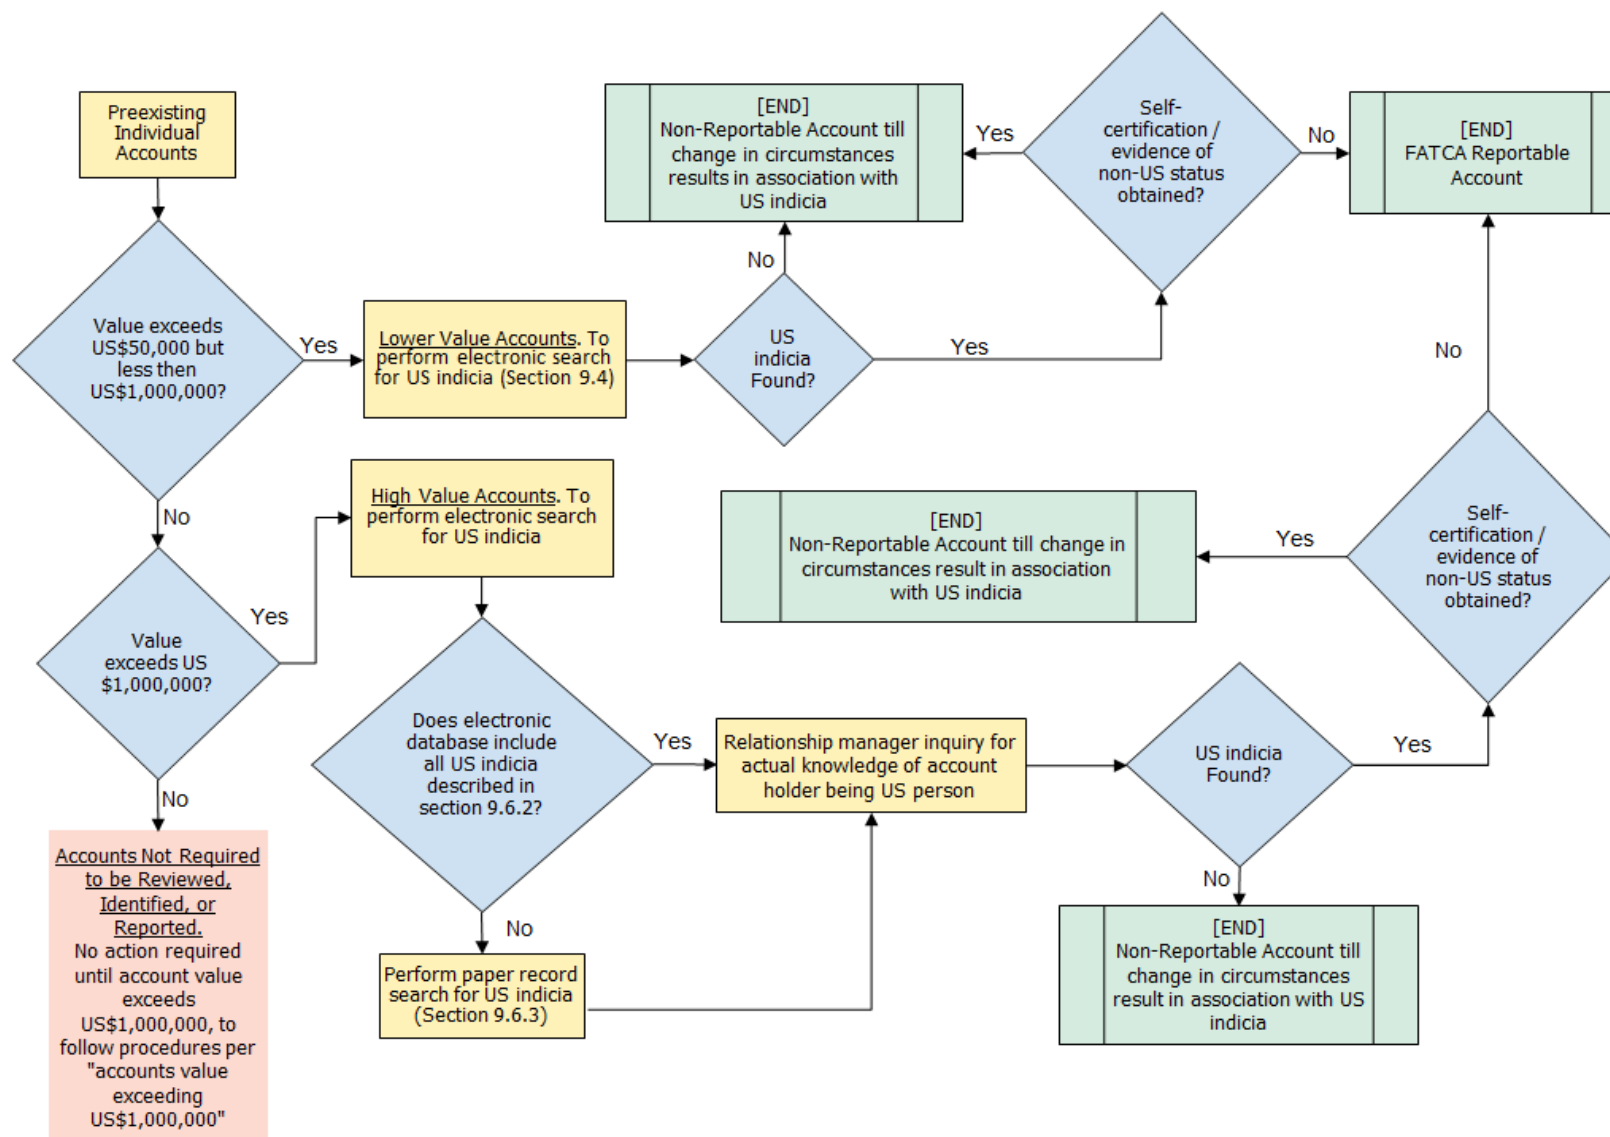 Preexisting
Individual
Accounts
Value exceeds
US$50,000 but
less then
US$1,000,000?
Yes
Lower Value Accounts. To
perform electronic search
for US indicia (Section 9.4)
US
indicia
Found?
No
Yes
[END]
Non-Reportable Account till
change in circumstances
results in association with
US indicia
Yes
Self-
certification /
evidence of
non-US status
obtained?
No
[END]
FATCA Reportable
Account
No
No
Value
exceeds US
$1,000,000?
Yes
High Value Accounts. To
perform electronic search
for US indicia
Does electronic
database include
all US indicia
described in
section 9.6.2?
Yes
Relationship manager inquiry for
actual knowledge of account
holder being US person
US indicia
Found?
Yes
Self-
certification /
evidence of
non-US status
obtained?
Yes
[END]
Non-Reportable Account till change in
circumstances result in association
with US indicia
No
[END]
Non-Reportable Account till
change in circumstances
result in association with US
indicia
No
Perform paper record
search for US indicia
(Section 9.6.3)
No
Accounts Not Required
to be Reviewed,
Identified, or
Reported.
No action required
until account value
exceeds
US$1,000,000, to
follow procedures per
"accounts value
exceeding
US$1,000,000"